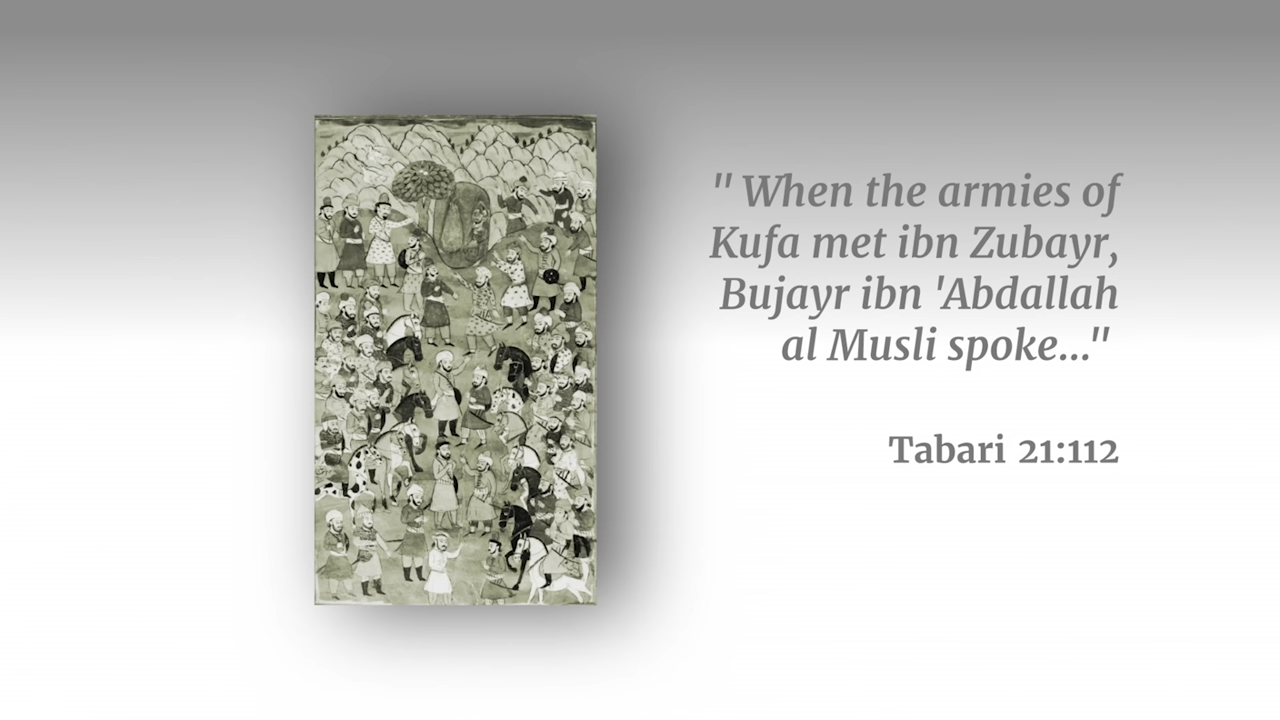 " When the armies of
Kufa met ibn Zubayr,
Bujayr ibn 'Abdallah
al Musli spoke..."
Tabari 21:112